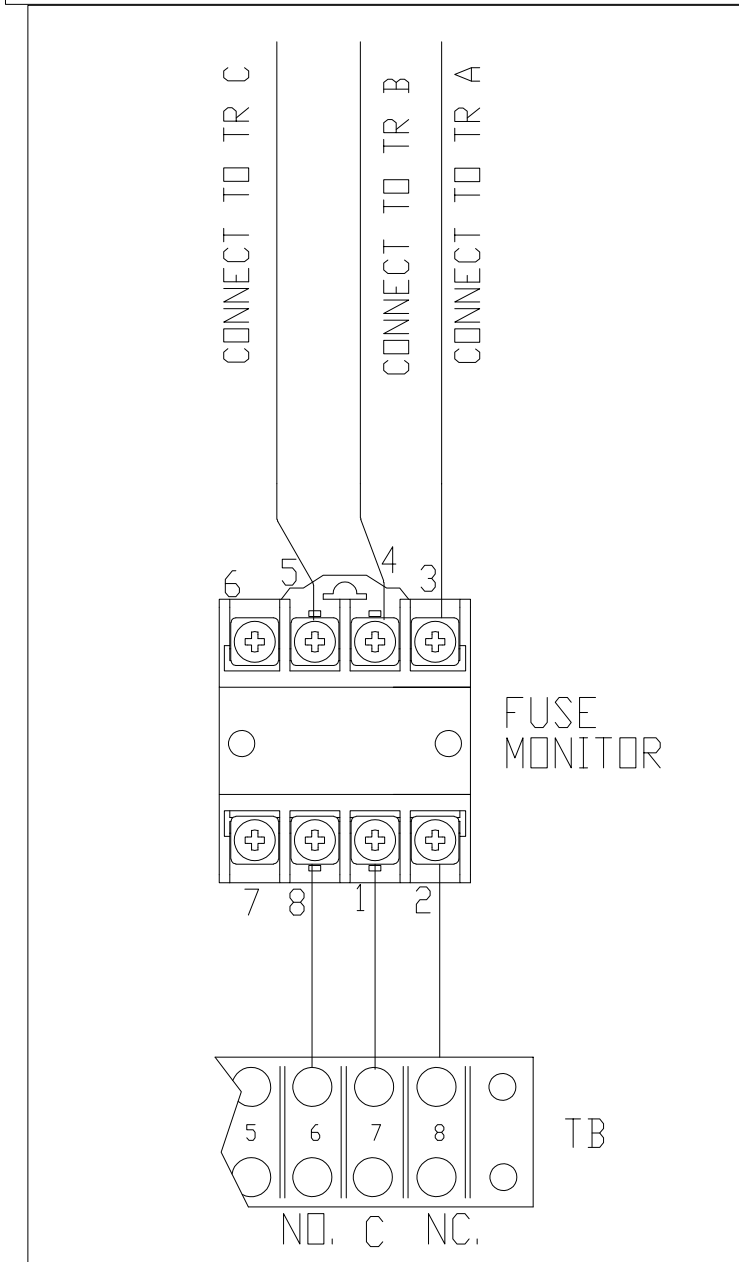 CONNECT TO TR C
CONNECT TO TR B
CONNECT TO TR A
6 5 4 3
FUSE
MONITOR
7 8 1 2
5 6 7 8
TB
NO. C NC.